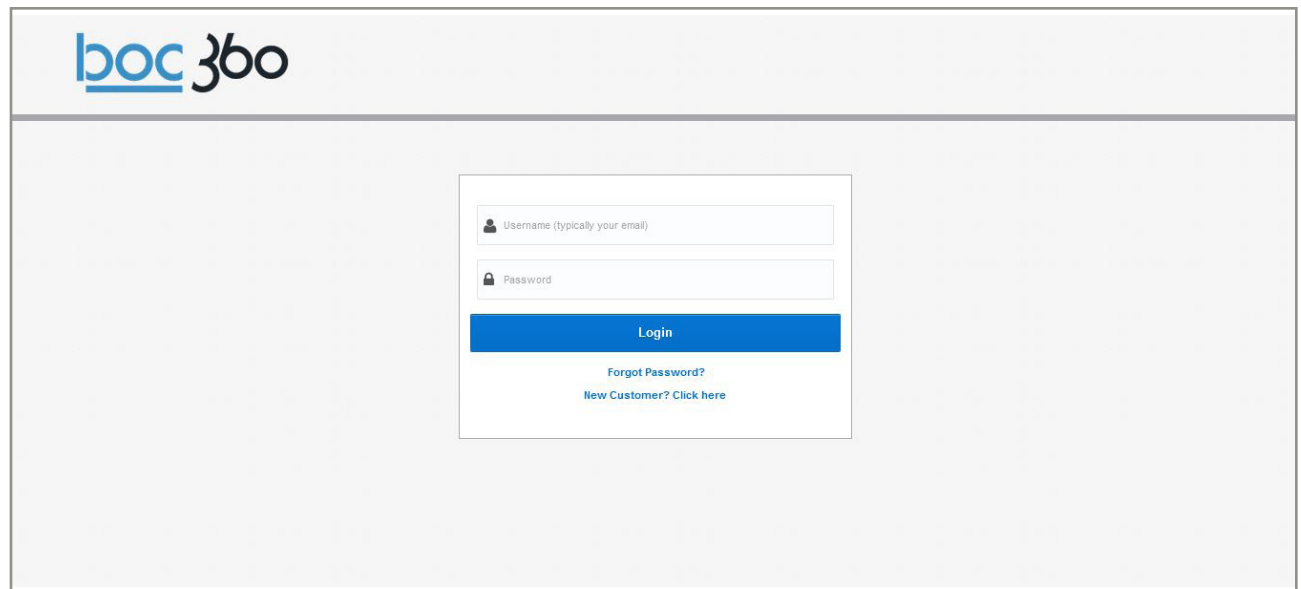 boc 360
Username (typically your email)
Password
Login
Forgot Password?
New Customer? Click here